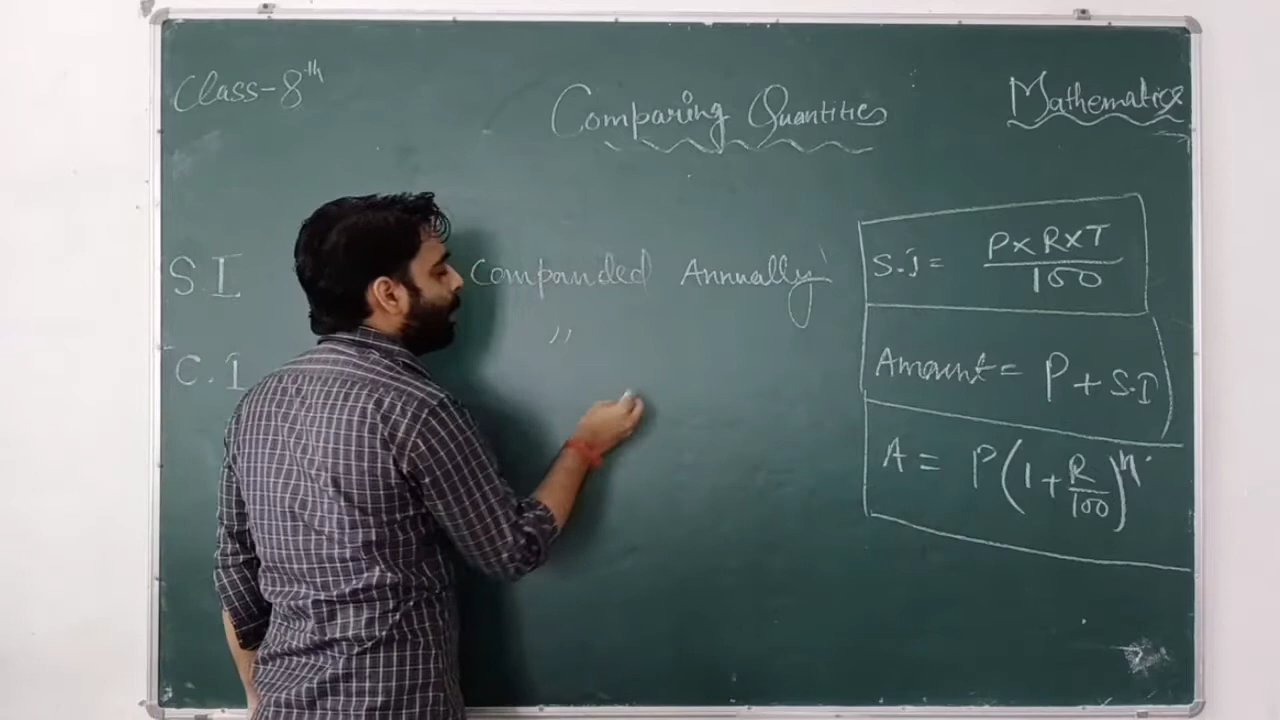 Class-8th
Comparing Quantities
Mathematics
S.I
Compounded Annually
C.I
"
S.I = P×R×T/100
Amount = P + S.I
A = P(1+R/100)^n